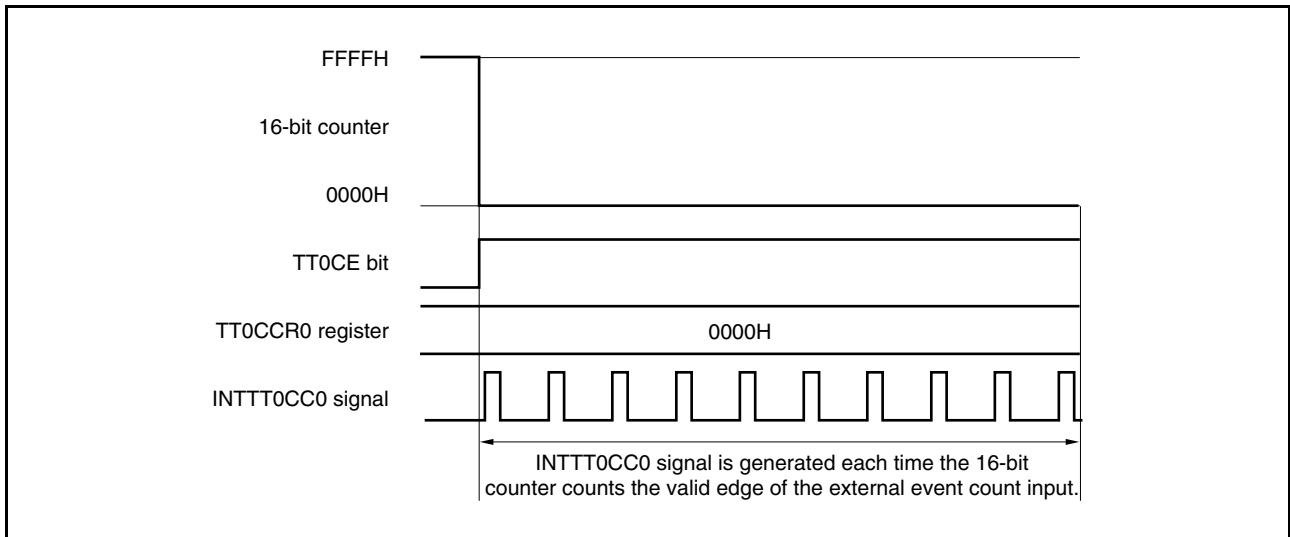 FFFFH
16-bit counter
0000H
TT0CE bit
TT0CCR0 register
0000H
INTTT0CC0 signal
INTTT0CC0 signal is generated each time the 16-bit
counter counts the valid edge of the external event count input.